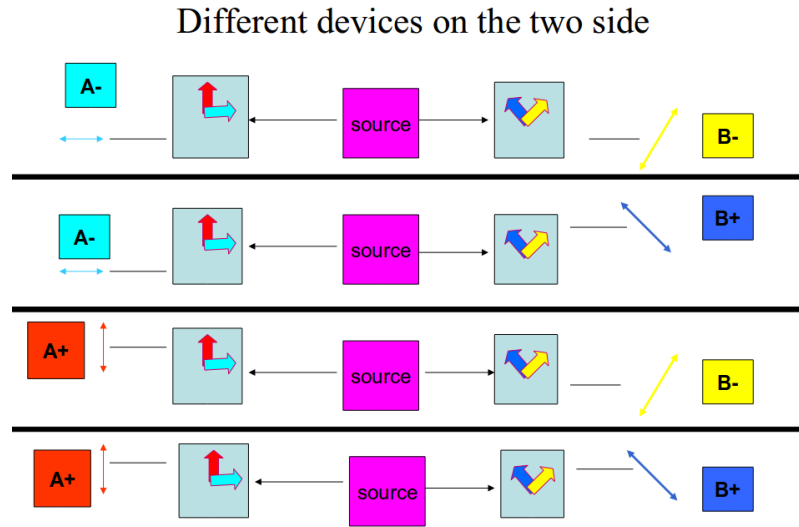 Different devices on the two side
A-
source
B-
A-
source
B+
A+
source
B-
A+
source
B+